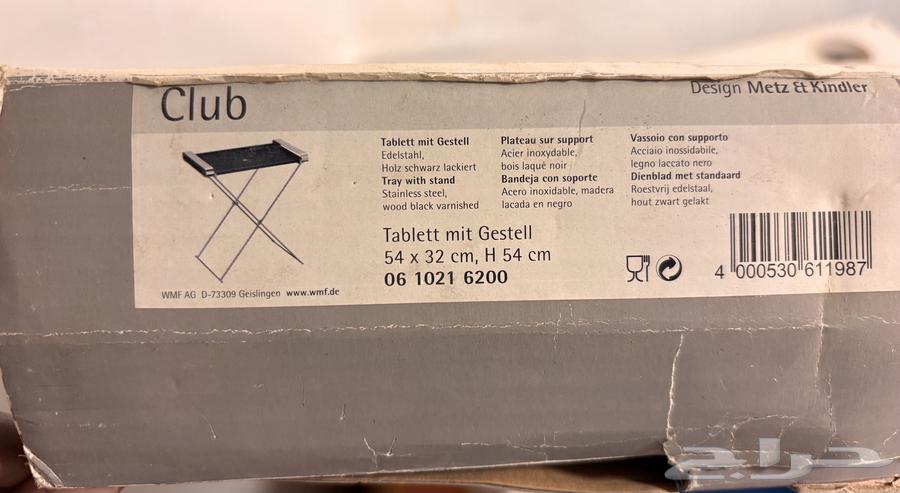 Club
Design Metz & Kindler
Tablett mit Gestell
Edelstahl,
Holz schwarz lackiert
Tray with stand
Stainless steel,
wood black varnished
Plateau sur support
Acier inoxydable,
bois laqué noir
Bandeja con soporte
Acero inoxidable, madera
lacada en negro
Vassoio con supporto
Acciaio inossidabile,
legno laccato nero
Dienblad met standaard
Roestvrij edelstaal,
hout zwart gelakt
Tablett mit Gestell
54 x 32 cm, H 54 cm
06 1021 6200
4 000530 611987
WMF AG D-73309 Geislingen www.wmf.de
حراج